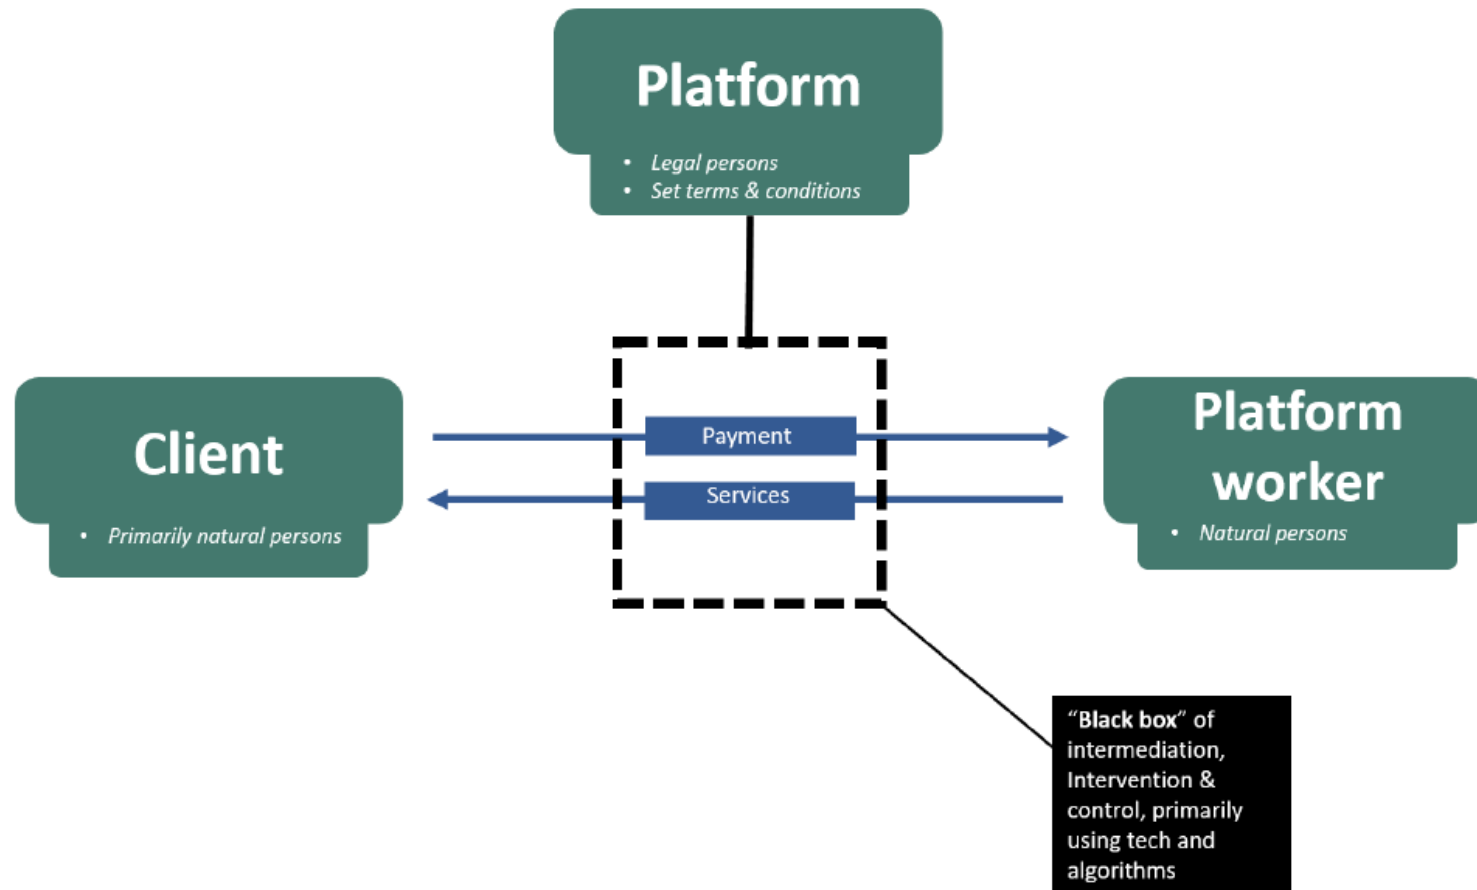 Platform
• Legal persons
• Set terms & conditions
Client
• Primarily natural persons
Payment
Services
Platform
worker
• Natural persons
“Black box” of
intermediation,
Intervention &
control, primarily
using tech and
algorithms